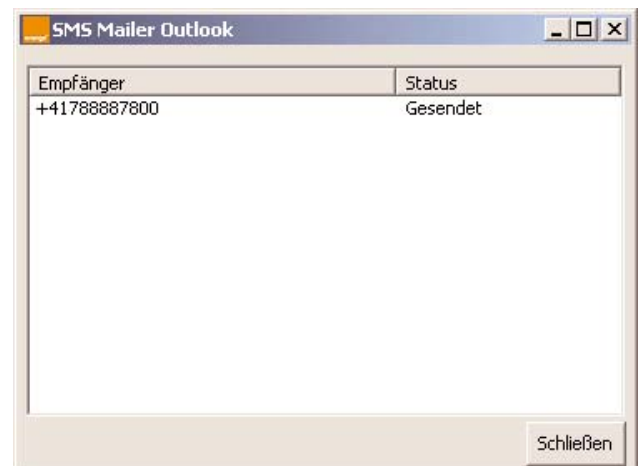 SMS Mailer Outlook
Empfänger Status
+41788887800 Gesendet
Schließen